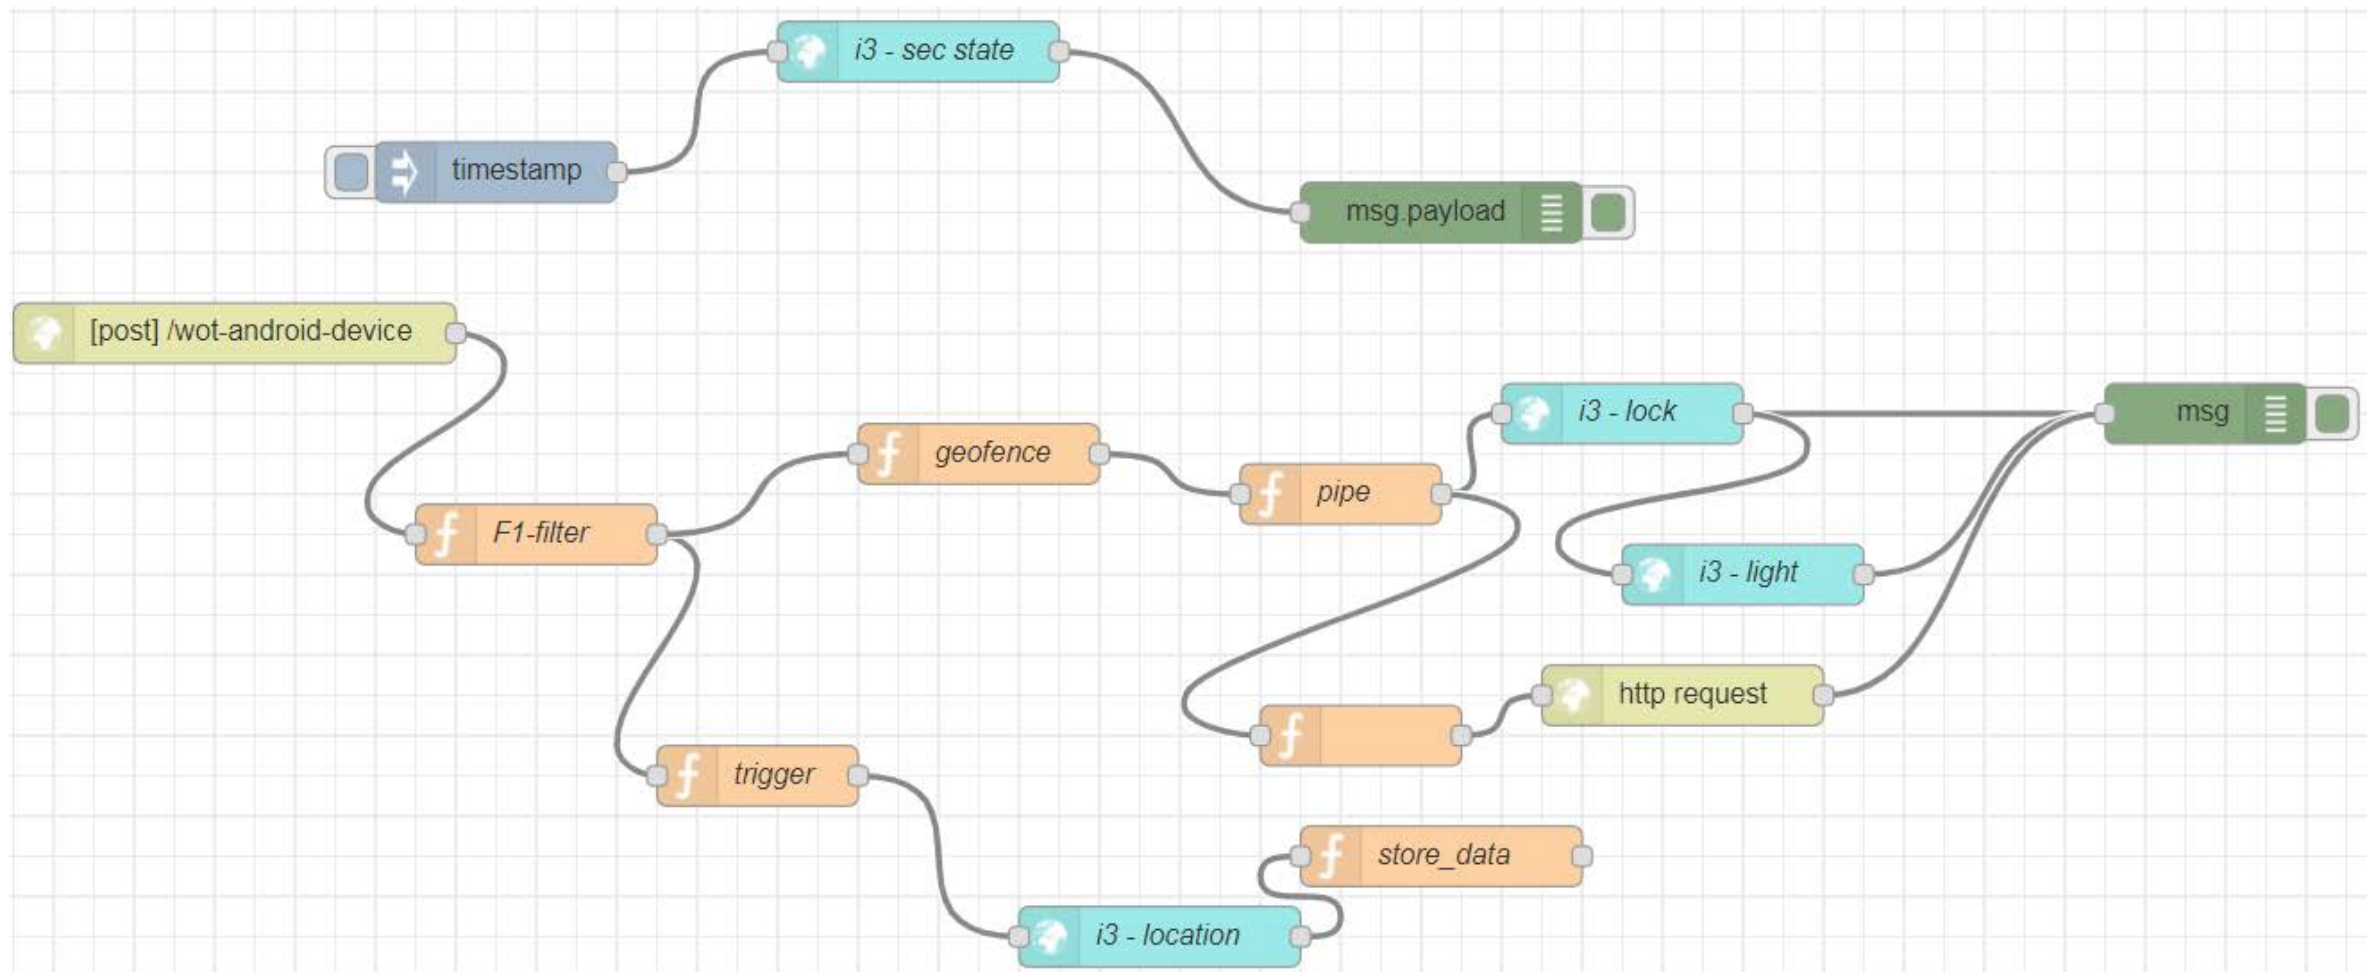 i3 - sec state
timestamp
msg.payload
[post] /wot-android-device
i3 - lock
msg
geofence
pipe
F1-filter
i3 - light
http request
trigger
store_data
i3 - location